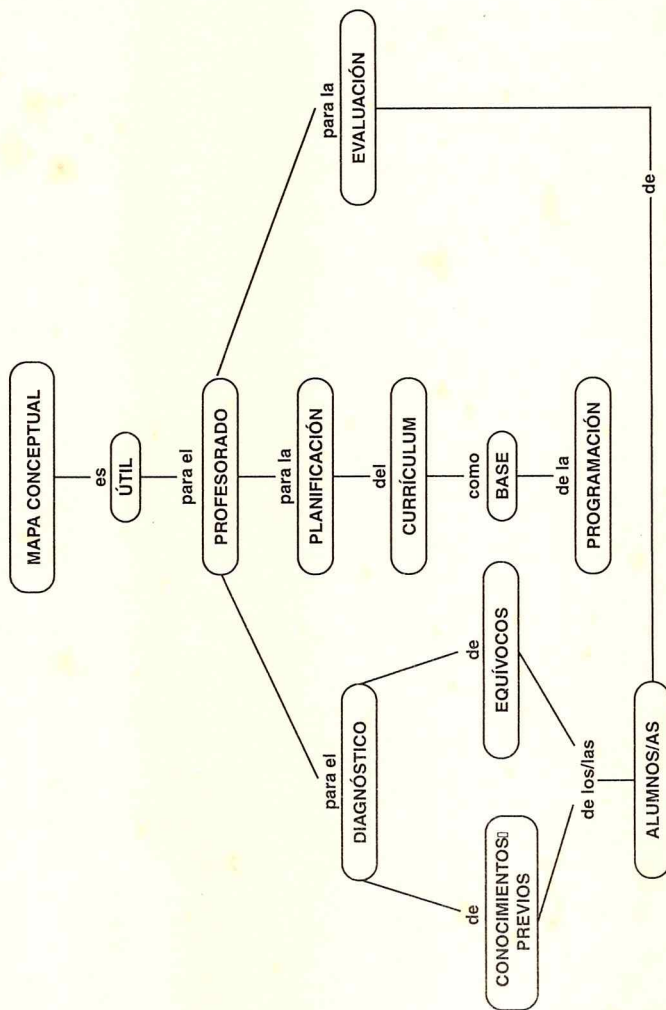 MAPA CONCEPTUAL
es
ÚTIL
para el
PROFESORADO
para el
DIAGNÓSTICO
de
CONOCIMIENTOS
PREVIOS
de
EQUÍVOCOS
de los/las
ALUMNOS/AS
para la
PLANIFICACIÓN
del
CURRÍCULUM
como
BASE
de la
PROGRAMACIÓN
para la
EVALUACIÓN
de